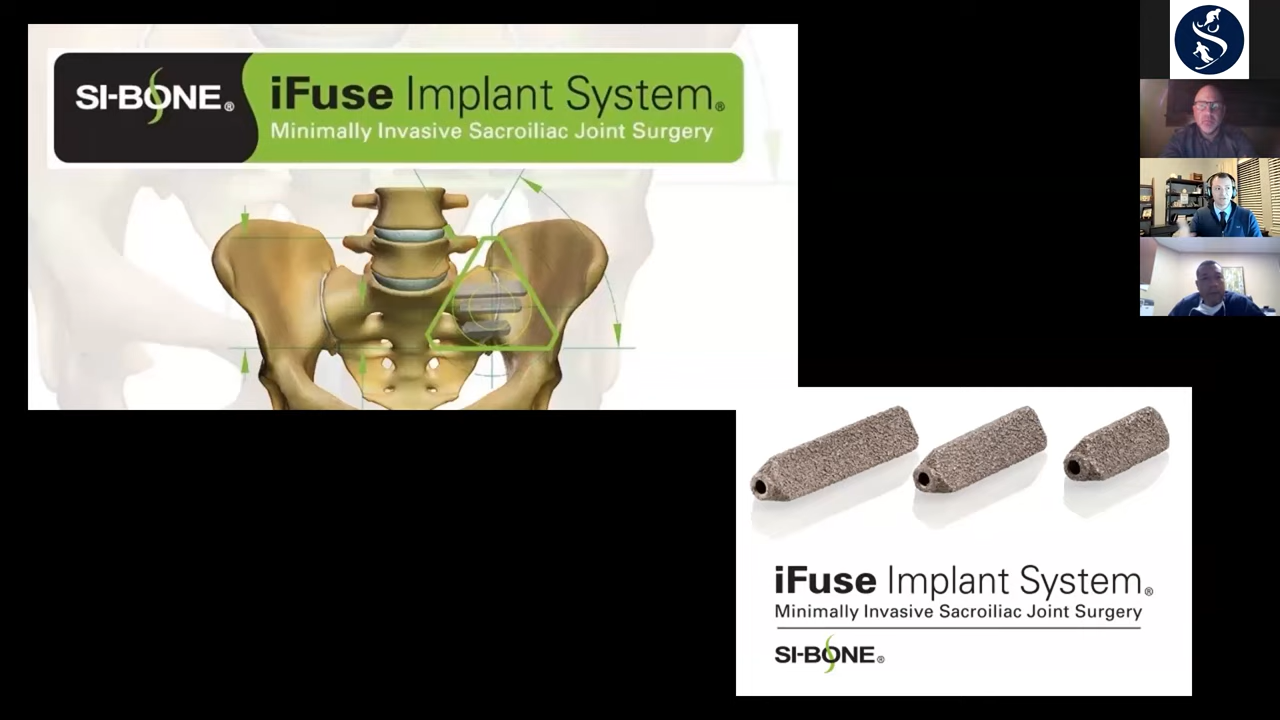 SI-BONE®
iFuse Implant System®
Minimally Invasive Sacroiliac Joint Surgery
iFuse Implant System®
Minimally Invasive Sacroiliac Joint Surgery
SI-BONE®